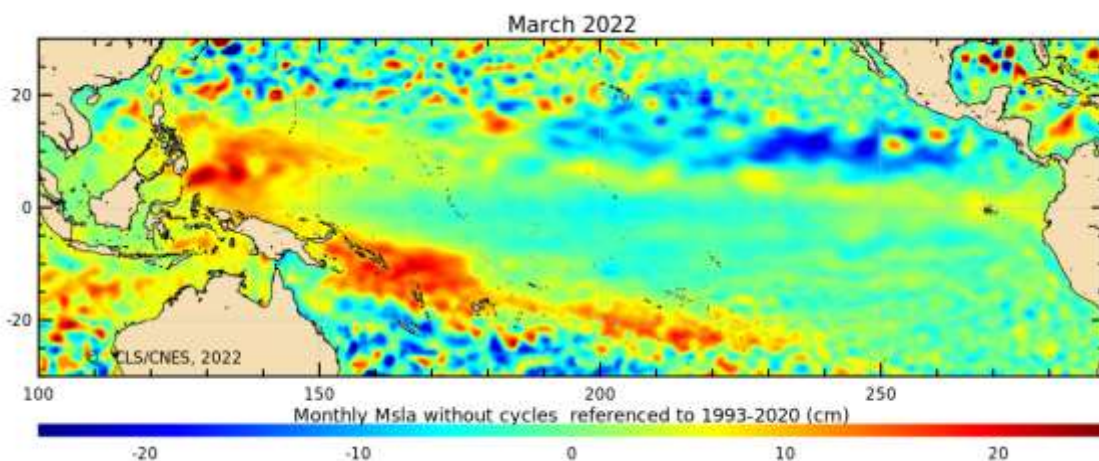 March 2022
20
0
-20
© CLS/CNES, 2022
100 150 200 250
Monthly Msla without cycles referenced to 1993-2020 (cm)
-20 -10 0 10 20